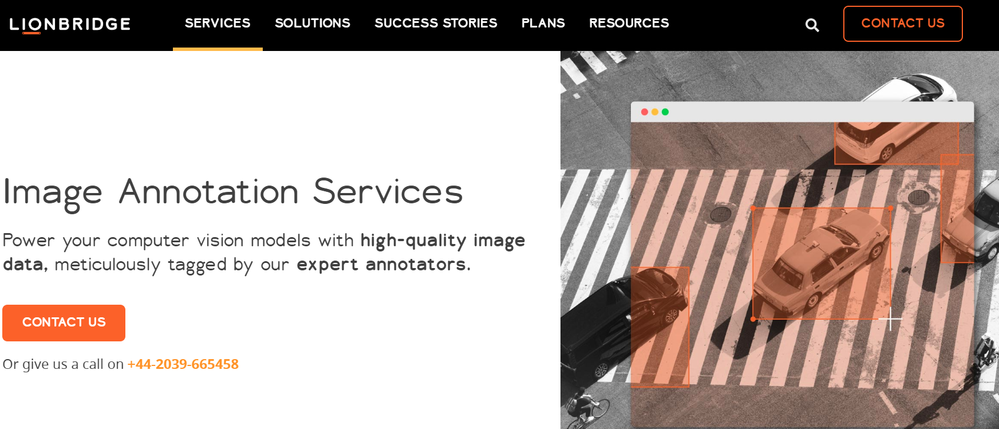 LIONBRIDGE
SERVICES
SOLUTIONS
SUCCESS STORIES
PLANS
RESOURCES
CONTACT US
Image Annotation Services
Power your computer vision models with high-quality image
data, meticulously tagged by our expert annotators.
CONTACT US
Or give us a call on +44-2039-665458